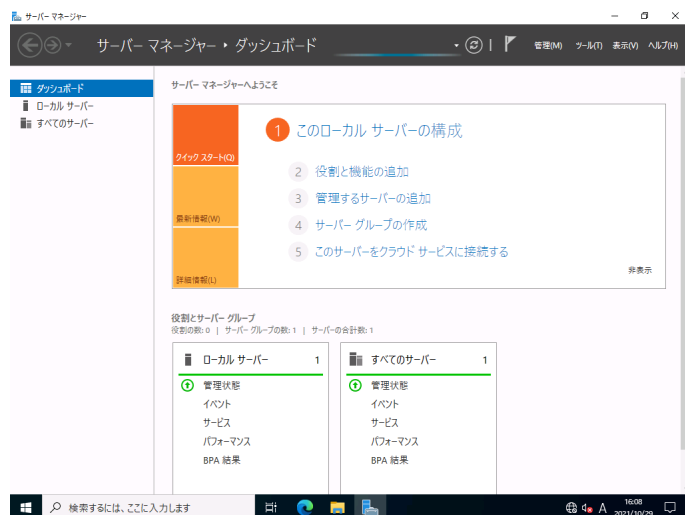 サーバー マネージャー
サーバー マネージャー ・ ダッシュボード
管理(M) ツール(T) 表示(V) ヘルプ(H)
ダッシュボード
ローカル サーバー
すべてのサーバー
サーバー マネージャーへようこそ
クイック スタート(Q)
最新情報(W)
詳細情報(L)
1 このローカル サーバーの構成
2 役割と機能の追加
3 管理するサーバーの追加
4 サーバー グループの作成
5 このサーバーをクラウド サービスに接続する
非表示
役割とサーバー グループ
役割の数: 0 | サーバー グループの数: 1 | サーバーの合計数: 1
ローカル サーバー 1
管理状態
イベント
サービス
パフォーマンス
BPA 結果
すべてのサーバー 1
管理状態
イベント
サービス
パフォーマンス
BPA 結果
検索するには、ここに入力します
A
16:08
2021/10/29